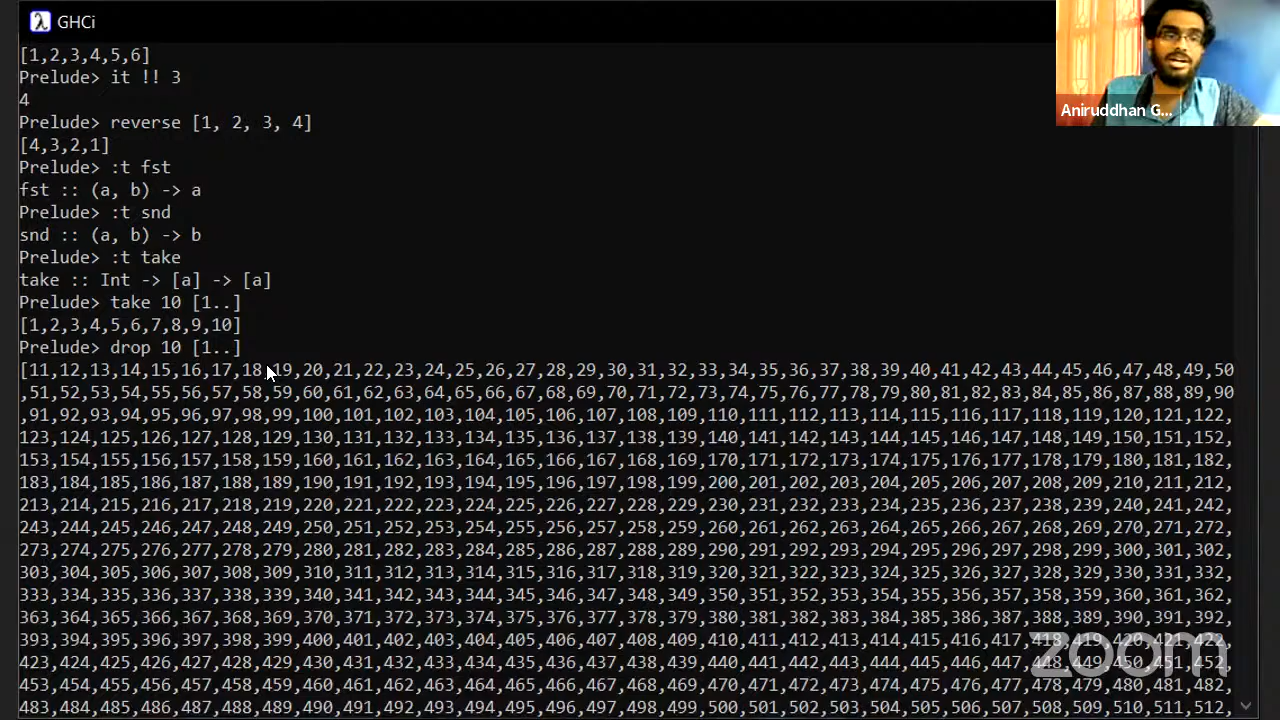 GHCi
[1,2,3,4,5,6]
Prelude> it !! 3
4
Prelude> reverse [1, 2, 3, 4]
[4,3,2,1]
Prelude> :t fst
fst :: (a, b) -> a
Prelude> :t snd
snd :: (a, b) -> b
Prelude> :t take
take :: Int -> [a] -> [a]
Prelude> take 10 [1..]
[1,2,3,4,5,6,7,8,9,10]
Prelude> drop 10 [1..]
[11,12,13,14,15,16,17,18,19,20,21,22,23,24,25,26,27,28,29,30,31,32,33,34,35,36,37,38,39,40,41,42,43,44,45,46,47,48,49,50
,51,52,53,54,55,56,57,58,59,60,61,62,63,64,65,66,67,68,69,70,71,72,73,74,75,76,77,78,79,80,81,82,83,84,85,86,87,88,89,90
,91,92,93,94,95,96,97,98,99,100,101,102,103,104,105,106,107,108,109,110,111,112,113,114,115,116,117,118,119,120,121,122,
123,124,125,126,127,128,129,130,131,132,133,134,135,136,137,138,139,140,141,142,143,144,145,146,147,148,149,150,151,152,
153,154,155,156,157,158,159,160,161,162,163,164,165,166,167,168,169,170,171,172,173,174,175,176,177,178,179,180,181,182,
183,184,185,186,187,188,189,190,191,192,193,194,195,196,197,198,199,200,201,202,203,204,205,206,207,208,209,210,211,212,
213,214,215,216,217,218,219,220,221,222,223,224,225,226,227,228,229,230,231,232,233,234,235,236,237,238,239,240,241,242,
243,244,245,246,247,248,249,250,251,252,253,254,255,256,257,258,259,260,261,262,263,264,265,266,267,268,269,270,271,272,
273,274,275,276,277,278,279,280,281,282,283,284,285,286,287,288,289,290,291,292,293,294,295,296,297,298,299,300,301,302,
303,304,305,306,307,308,309,310,311,312,313,314,315,316,317,318,319,320,321,322,323,324,325,326,327,328,329,330,331,332,
333,334,335,336,337,338,339,340,341,342,343,344,345,346,347,348,349,350,351,352,353,354,355,356,357,358,359,360,361,362,
363,364,365,366,367,368,369,370,371,372,373,374,375,376,377,378,379,380,381,382,383,384,385,386,387,388,389,390,391,392,
393,394,395,396,397,398,399,400,401,402,403,404,405,406,407,408,409,410,411,412,413,414,415,416,417,418,419,420,421,422,
423,424,425,426,427,428,429,430,431,432,433,434,435,436,437,438,439,440,441,442,443,444,445,446,447,448,449,450,451,452,
453,454,455,456,457,458,459,460,461,462,463,464,465,466,467,468,469,470,471,472,473,474,475,476,477,478,479,480,481,482,
483,484,485,486,487,488,489,490,491,492,493,494,495,496,497,498,499,500,501,502,503,504,505,506,507,508,509,510,511,512,
Aniruddhan G...
zoom